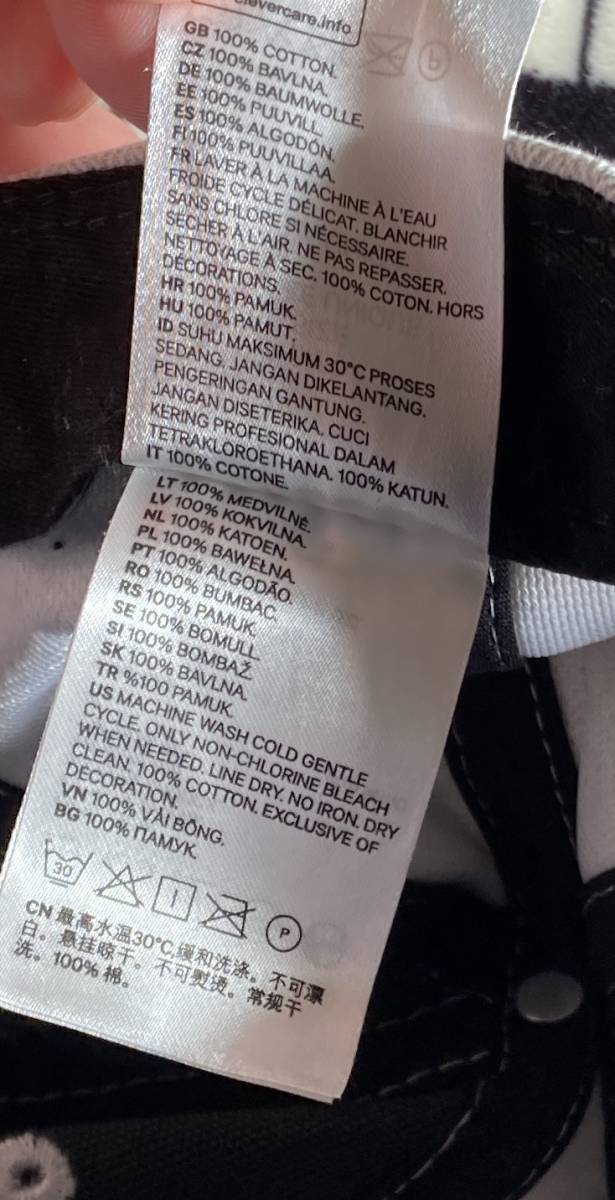 clevercare.info
GB 100% COTTON.
CZ 100% BAVLNA.
DE 100% BAUMWOLLE.
EE 100% PUUVILL.
ES 100% ALGODÓN.
FI 100% PUUVILLAA.
FR LAVER À LA MACHINE À L'EAU
FROIDE CYCLE DÉLICAT. BLANCHIR
SANS CHLORE SI NÉCESSAIRE.
SÉCHER À L'AIR. NE PAS REPASSER.
NETTOYAGE À SEC. 100% COTON. HORS
DÉCORATIONS.
HR 100% PAMUK.
HU 100% PAMUT.
ID SUHU MAKSIMUM 30°C PROSES
SEDANG. JANGAN DIKELANTANG.
PENGERINGAN GANTUNG.
JANGAN DISETERIKA. CUCI
KERING PROFESIONAL DALAM
TETRAKLOROETHANA. 100% KATUN.
IT 100% COTONE.
LT 100% MEDVILNĖ.
LV 100% KOKVILNA.
NL 100% KATOEN.
PL 100% BAWEŁNA.
PT 100% ALGODÃO.
RO 100% BUMBAC.
RS 100% PAMUK.
SE 100% BOMULL.
SI 100% BOMBAŽ.
SK 100% BAVLNA.
TR %100 PAMUK.
US MACHINE WASH COLD GENTLE
CYCLE. ONLY NON-CHLORINE BLEACH
WHEN NEEDED. LINE DRY. NO IRON. DRY
CLEAN. 100% COTTON. EXCLUSIVE OF
DECORATION.
VN 100% VẢI BÔNG.
BG 100% ПАМУК.
30 P
CN 最高水温30°C,缓和洗涤。不可漂
白。悬挂晾干。不可熨烫。常规干
洗。100% 棉。